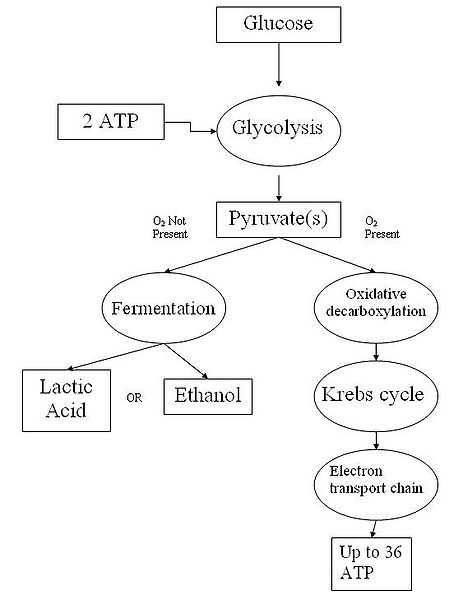 Glucose
2 ATP
Glycolysis
O₂ Not
Present
Pyruvate(s)
O₂
Present
Fermentation
Oxidative
decarboxylation
Lactic
Acid
OR
Ethanol
Krebs cycle
Electron
transport chain
Up to 36
ATP